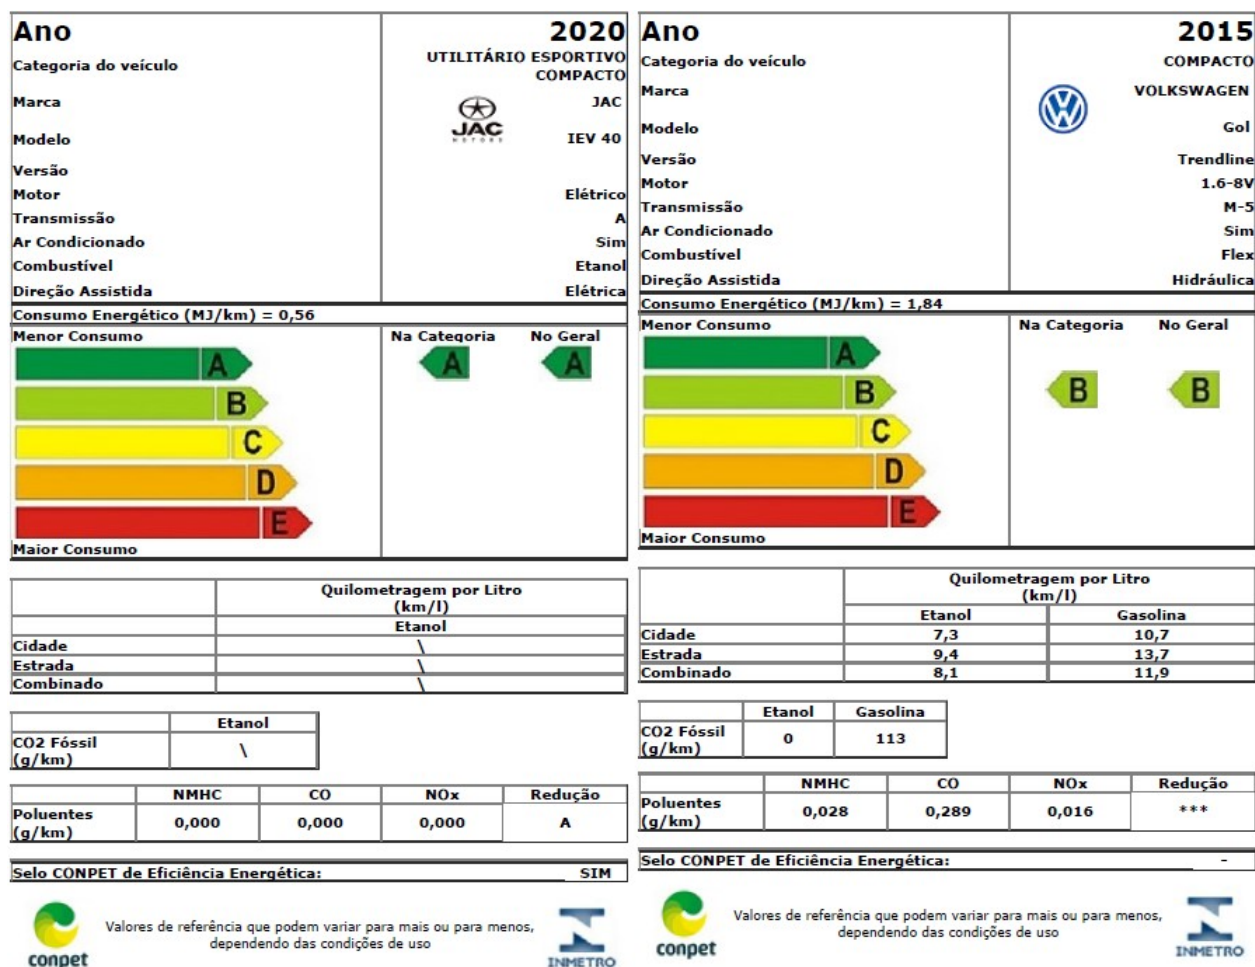 Ano 2020
Categoria do veículo UTILITÁRIO ESPORTIVO
COMPACTO
Marca JAC
JAC
MOTORS
Modelo IEV 40
Versão
Motor Elétrico
Transmissão A
Ar Condicionado Sim
Combustível Etanol
Direção Assistida Elétrica
Consumo Energético (MJ/km) = 0,56
Menor Consumo Na Categoria No Geral
A A A
B
C
D
E
Maior Consumo
Quilometragem por Litro
(km/l)
Etanol
Cidade \
Estrada \
Combinado \
Etanol
CO2 Fóssil
(g/km) \
NMHC CO NOx Redução
Poluentes
(g/km) 0,000 0,000 0,000 A
Selo CONPET de Eficiência Energética: SIM
conpet
Valores de referência que podem variar para mais ou para menos,
dependendo das condições de uso
INMETRO
Ano 2015
Categoria do veículo COMPACTO
Marca VOLKSWAGEN
Modelo Gol
Versão Trendline
Motor 1.6-8V
Transmissão M-5
Ar Condicionado Sim
Combustível Flex
Direção Assistida Hidráulica
Consumo Energético (MJ/km) = 1,84
Menor Consumo Na Categoria No Geral
A
B B B
C
D
E
Maior Consumo
Quilometragem por Litro
(km/l)
Etanol Gasolina
Cidade 7,3 10,7
Estrada 9,4 13,7
Combinado 8,1 11,9
Etanol Gasolina
CO2 Fóssil
(g/km) 0 113
NMHC CO NOx Redução
Poluentes
(g/km) 0,028 0,289 0,016 ***
Selo CONPET de Eficiência Energética: -
conpet
Valores de referência que podem variar para mais ou para menos,
dependendo das condições de uso
INMETRO